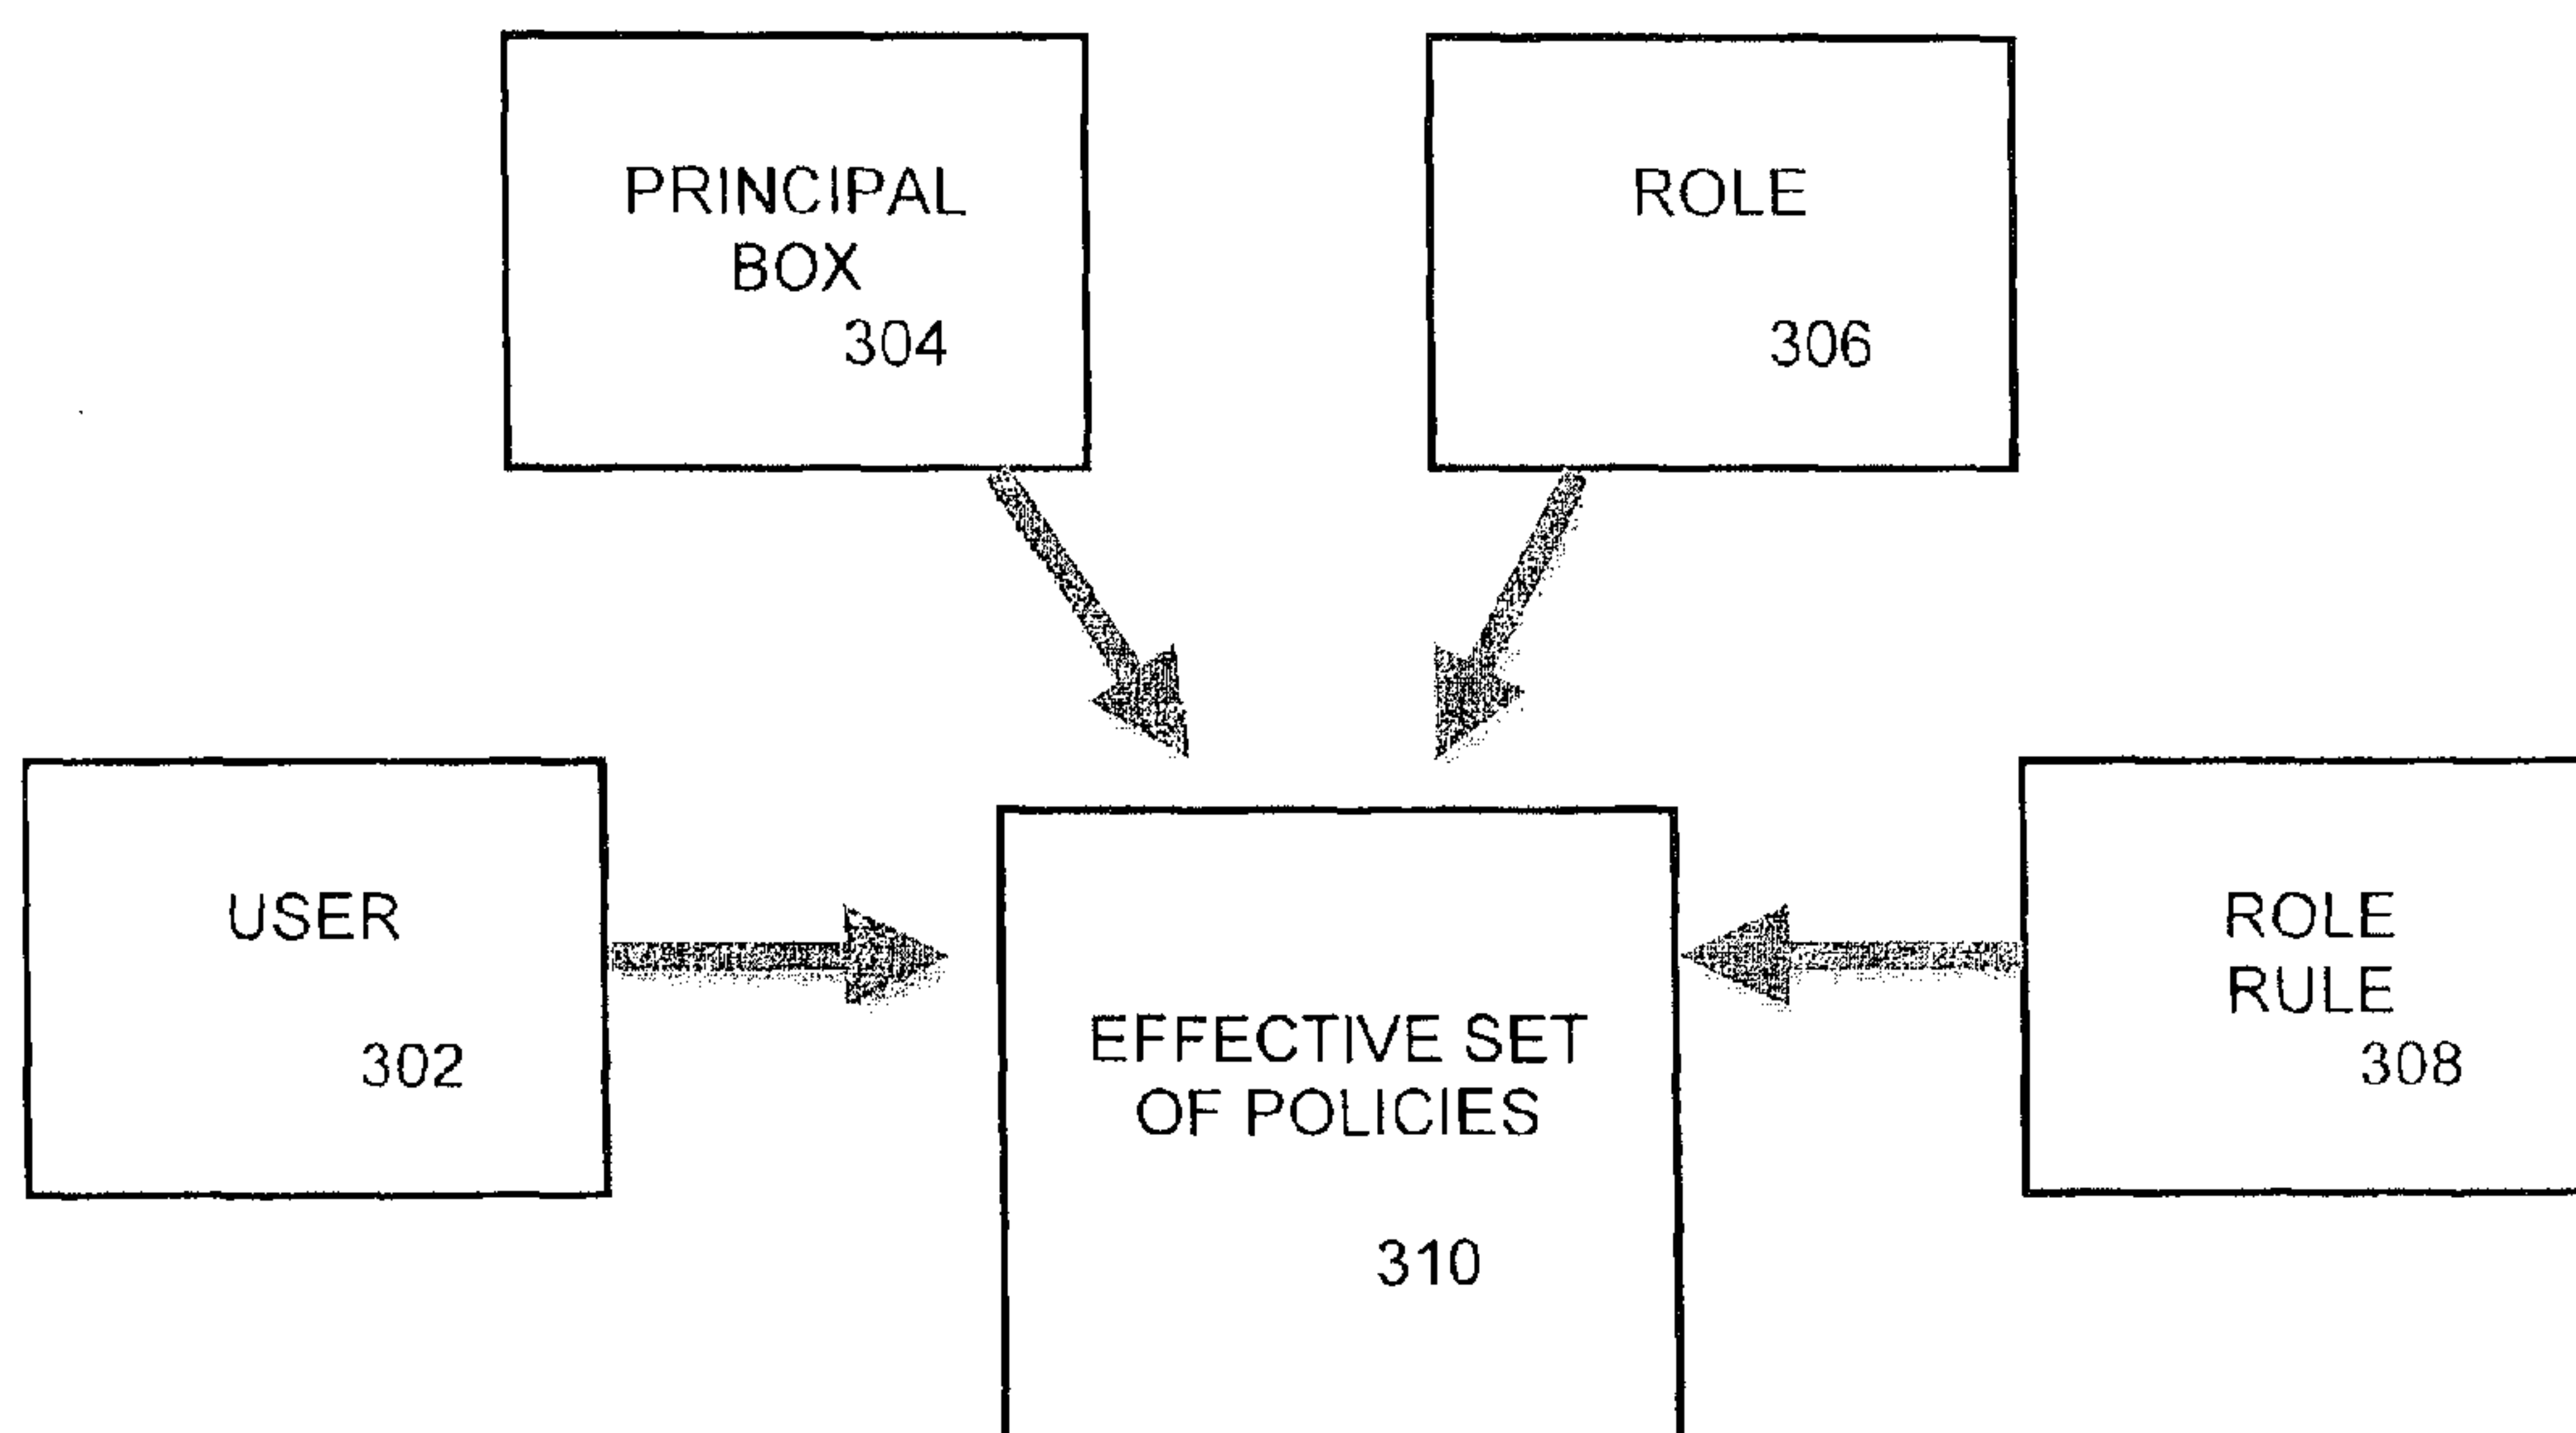 PRINCIPAL
BOX
304
ROLE
306
USER
302
EFFECTIVE SET
OF POLICIES
310
ROLE
RULE
308